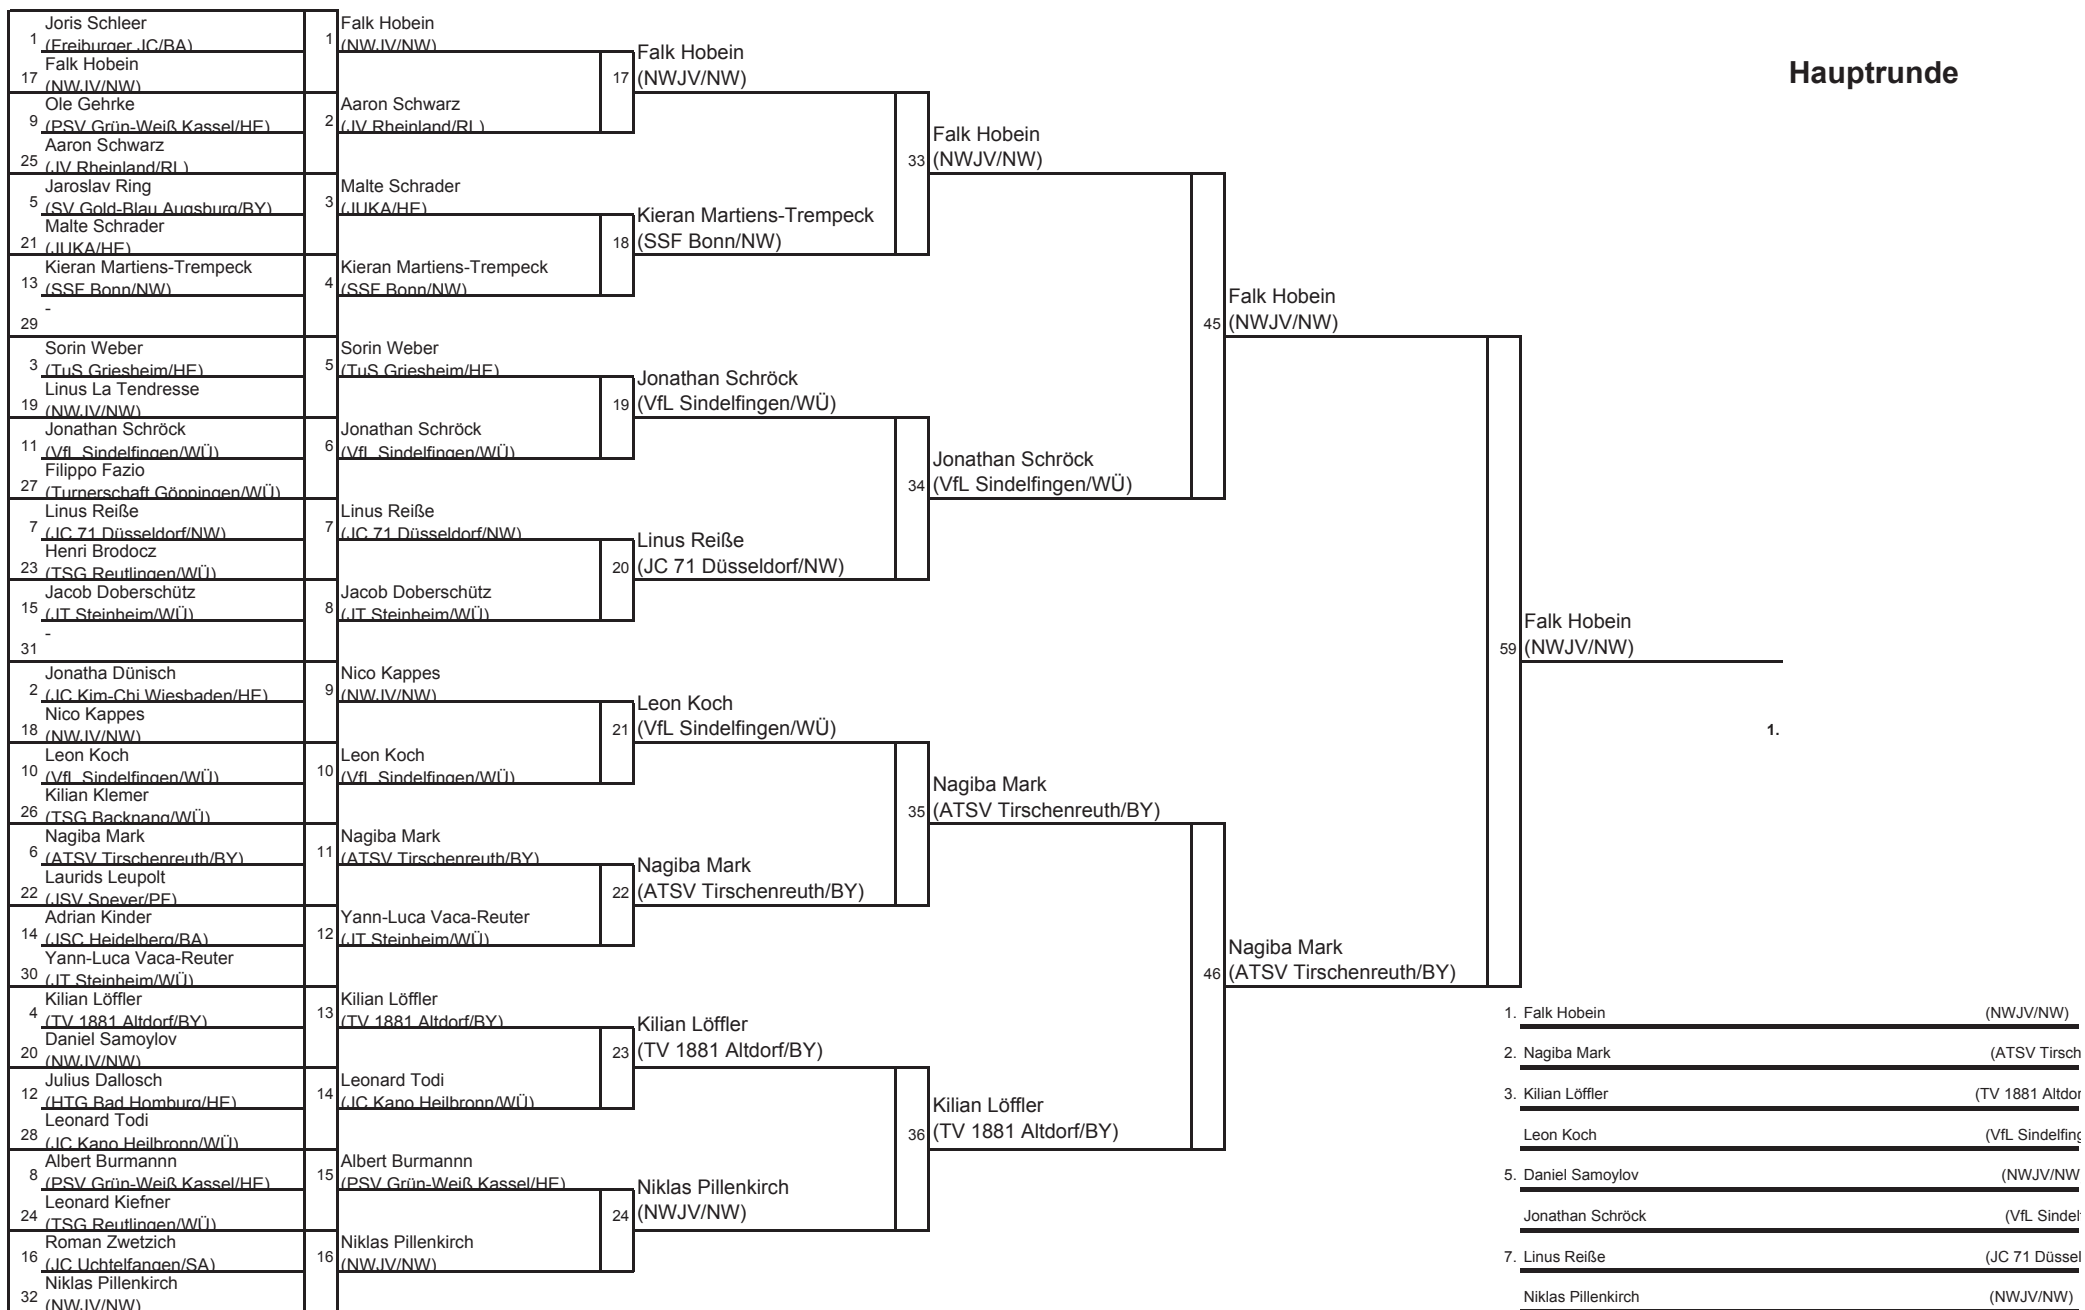 Hauptrunde
1 Joris Schleer
(Freiburger JC/BA)
17 Falk Hobein
(NWJV/NW)
9 Ole Gehrke
(PSV Grün-Weiß Kassel/HE)
25 Aaron Schwarz
(JV Rheinland/RL)
5 Jaroslav Ring
(SV Gold-Blau Augsburg/BY)
21 Malte Schrader
(JUKA/HE)
13 Kieran Martiens-Trempeck
(SSF Bonn/NW)
29 -
3 Sorin Weber
(TuS Griesheim/HE)
19 Linus La Tendresse
(NWJV/NW)
11 Jonathan Schröck
(VfL Sindelfingen/WÜ)
27 Filippo Fazio
(Turnerschaft Göppingen/WÜ)
7 Linus Reiße
(JC 71 Düsseldorf/NW)
23 Henri Brodocz
(TSG Reutlingen/WÜ)
15 Jacob Doberschütz
(JT Steinheim/WÜ)
31 -
2 Jonatha Dünisch
(JC Kim-Chi Wiesbaden/HE)
18 Nico Kappes
(NWJV/NW)
10 Leon Koch
(VfL Sindelfingen/WÜ)
26 Kilian Klemer
(TSG Backnang/WÜ)
6 Nagiba Mark
(ATSV Tirschenreuth/BY)
22 Laurids Leupolt
(JSV Speyer/PF)
14 Adrian Kinder
(JSC Heidelberg/BA)
30 Yann-Luca Vaca-Reuter
(JT Steinheim/WÜ)
4 Kilian Löffler
(TV 1881 Altdorf/BY)
20 Daniel Samoylov
(NWJV/NW)
12 Julius Dallosch
(HTG Bad Homburg/HE)
28 Leonard Todi
(JC Kano Heilbronn/WÜ)
8 Albert Burmannn
(PSV Grün-Weiß Kassel/HE)
24 Leonard Kiefner
(TSG Reutlingen/WÜ)
16 Roman Zwetzich
(JC Uchtelfangen/SA)
32 Niklas Pillenkirch
(NWJV/NW)
1 Falk Hobein
(NWJV/NW)
2 Aaron Schwarz
(JV Rheinland/RL)
3 Malte Schrader
(JUKA/HE)
4 Kieran Martiens-Trempeck
(SSF Bonn/NW)
5 Sorin Weber
(TuS Griesheim/HE)
6 Jonathan Schröck
(VfL Sindelfingen/WÜ)
7 Linus Reiße
(JC 71 Düsseldorf/NW)
8 Jacob Doberschütz
(JT Steinheim/WÜ)
9 Nico Kappes
(NWJV/NW)
10 Leon Koch
(VfL Sindelfingen/WÜ)
11 Nagiba Mark
(ATSV Tirschenreuth/BY)
12 Yann-Luca Vaca-Reuter
(JT Steinheim/WÜ)
13 Kilian Löffler
(TV 1881 Altdorf/BY)
14 Leonard Todi
(JC Kano Heilbronn/WÜ)
15 Albert Burmannn
(PSV Grün-Weiß Kassel/HE)
16 Niklas Pillenkirch
(NWJV/NW)
17 Falk Hobein
(NWJV/NW)
18 Kieran Martiens-Trempeck
(SSF Bonn/NW)
19 Jonathan Schröck
(VfL Sindelfingen/WÜ)
20 Linus Reiße
(JC 71 Düsseldorf/NW)
21 Leon Koch
(VfL Sindelfingen/WÜ)
22 Nagiba Mark
(ATSV Tirschenreuth/BY)
23 Kilian Löffler
(TV 1881 Altdorf/BY)
24 Niklas Pillenkirch
(NWJV/NW)
33 Falk Hobein
(NWJV/NW)
34 Jonathan Schröck
(VfL Sindelfingen/WÜ)
35 Nagiba Mark
(ATSV Tirschenreuth/BY)
36 Kilian Löffler
(TV 1881 Altdorf/BY)
45 Falk Hobein
(NWJV/NW)
46 Nagiba Mark
(ATSV Tirschenreuth/BY)
59 Falk Hobein
(NWJV/NW)
1.
1. Falk Hobein (NWJV/NW)
2. Nagiba Mark (ATSV Tirsch
3. Kilian Löffler (TV 1881 Altdor
Leon Koch (VfL Sindelfing
5. Daniel Samoylov (NWJV/NW
Jonathan Schröck (VfL Sindelf
7. Linus Reiße (JC 71 Düssel
Niklas Pillenkirch (NWJV/NW)